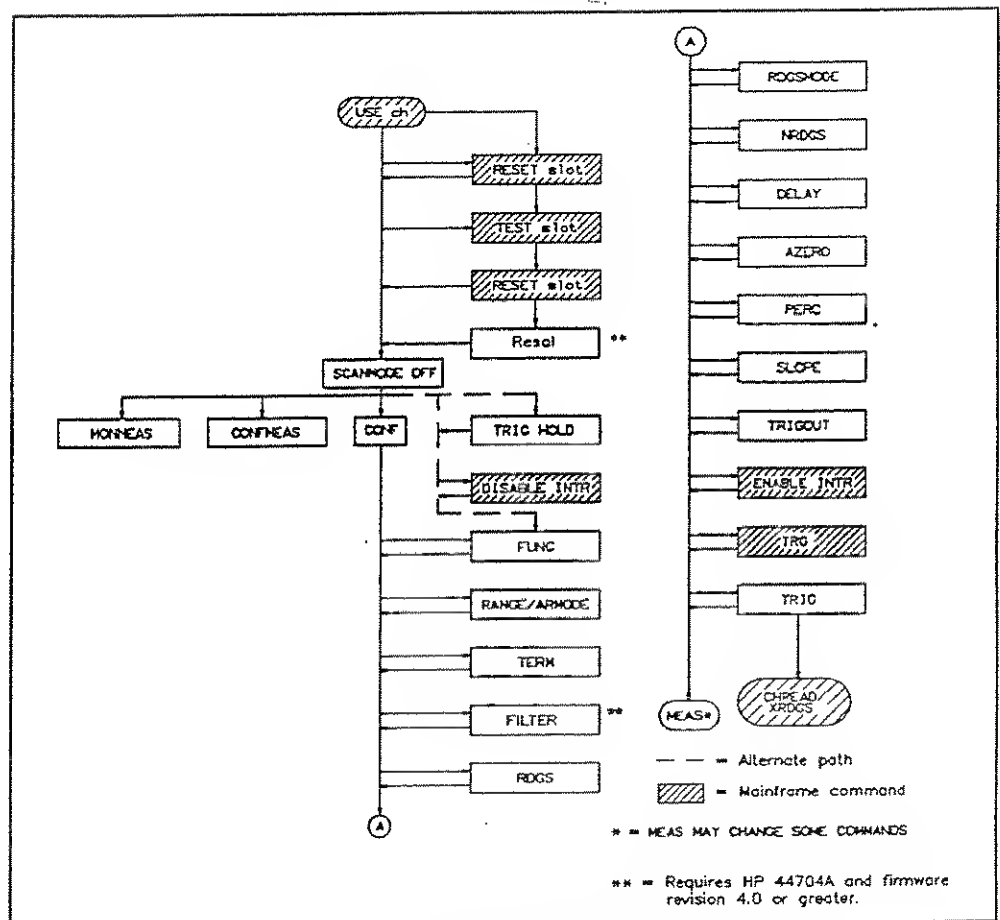 USE ch
RESET slot
TEST slot
RESET slot
Resol **
SCANMODE OFF
MONMEAS CONFMEAS CONF TRIG HOLD
DISABLE INTR
FUNC
RANGE/ARMODE
TERM
FILTER **
RDGS
A
A
RDGSMODE
NRDGS
DELAY
AZERO
PERC
SLOPE
TRIGOUT
ENABLE INTR
TRG
TRIG
CHREAD/
XRDGS
MEAS*
= Alternate path
= Mainframe command
* = MEAS MAY CHANGE SOME COMMANDS
** = Requires HP 44704A and firmware
revision 4.0 or greater.